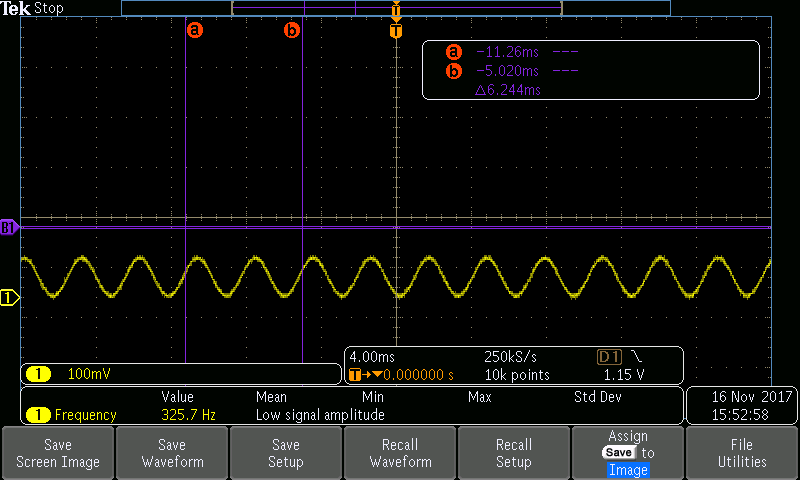 Tek Stop
T
a b T
a -11.26ms ---
b -5.020ms ---
△6.244ms
B1
1
1 100mV
4.00ms 250kS/s D1 \
T→▼0.000000 s 10k points 1.15 V
Value Mean Min Max Std Dev
1 Frequency 325.7 Hz Low signal amplitude
16 Nov 2017
15:52:58
Save
Screen Image
Save
Waveform
Save
Setup
Recall
Waveform
Recall
Setup
Assign
Save to
Image
File
Utilities